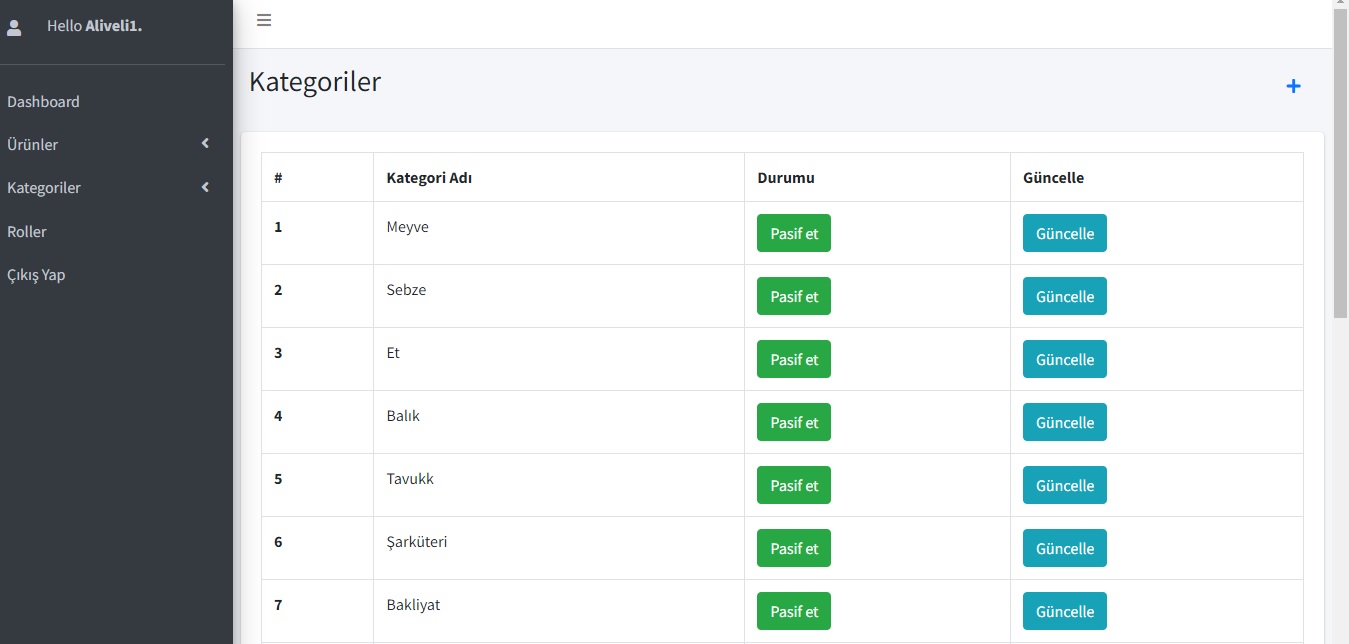 Hello Aliveli1.
Dashboard
Ürünler
Kategoriler
Roller
Çıkış Yap
Kategoriler
# Kategori Adı Durumu Güncelle
1 Meyve Pasif et Güncelle
2 Sebze Pasif et Güncelle
3 Et Pasif et Güncelle
4 Balık Pasif et Güncelle
5 Tavukk Pasif et Güncelle
6 Şarküteri Pasif et Güncelle
7 Bakliyat Pasif et Güncelle